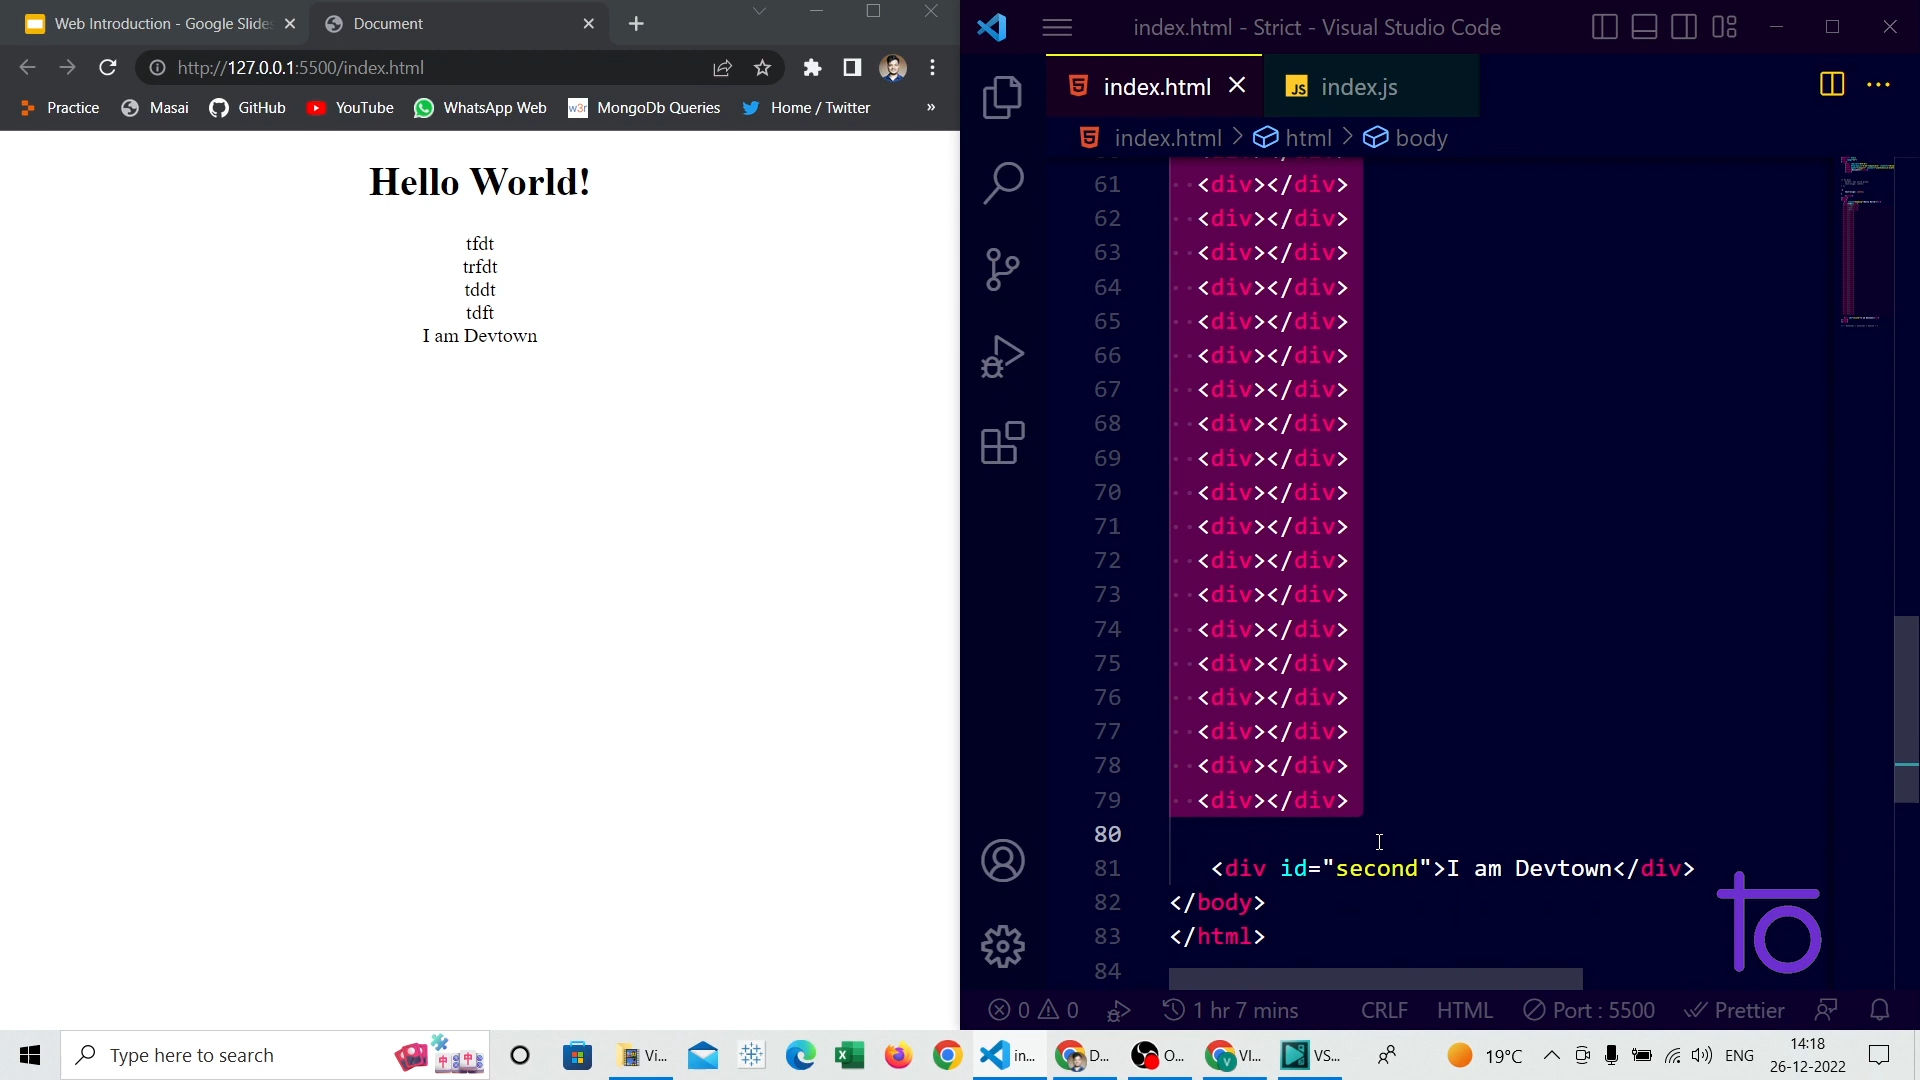 Web Introduction - Google Slide
Document
http://127.0.0.1:5500/index.html
Practice
Masai
GitHub
YouTube
WhatsApp Web
w3r
MongoDb Queries
Home / Twitter
»
Hello World!
tfdt
trfdt
tddt
tdft
I am Devtown
index.html - Strict - Visual Studio Code
index.html
JS index.js
index.html > html > body
61 <div></div>
62 <div></div>
63 <div></div>
64 <div></div>
65 <div></div>
66 <div></div>
67 <div></div>
68 <div></div>
69 <div></div>
70 <div></div>
71 <div></div>
72 <div></div>
73 <div></div>
74 <div></div>
75 <div></div>
76 <div></div>
77 <div></div>
78 <div></div>
79 <div></div>
80
81 <div id="second">I am Devtown</div>
82 </body>
83 </html>
84
0 0 1 hr 7 mins CRLF HTML Port : 5500 Prettier
Type here to search
Vi...
in...
D...
O...
VI...
VS...
19°C
ENG
14:18
26-12-2022